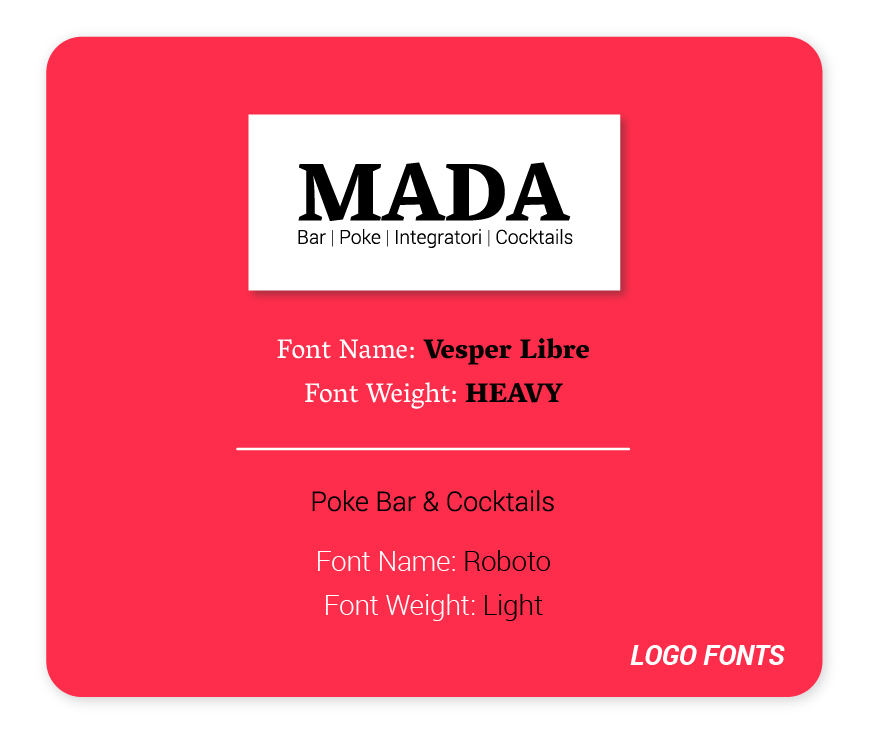 MADA
Bar | Poke | Integratori | Cocktails
Font Name: Vesper Libre
Font Weight: HEAVY
Poke Bar & Cocktails
Font Name: Roboto
Font Weight: Light
LOGO FONTS